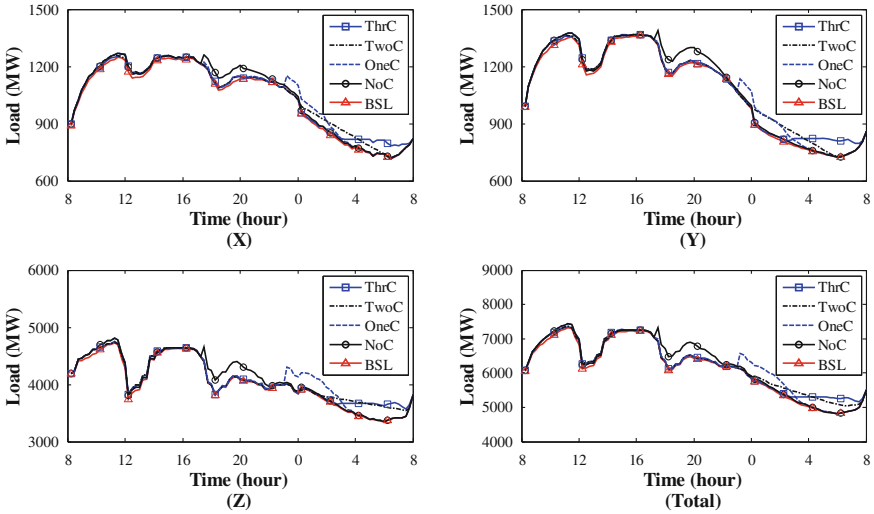 1500
1200
900
600
Load (MW)
ThrC
TwoC
OneC
NoC
BSL
8 12 16 20 0 4 8
Time (hour)
(X)
1500
1200
900
600
Load (MW)
ThrC
TwoC
OneC
NoC
BSL
8 12 16 20 0 4 8
Time (hour)
(Y)
6000
5000
4000
3000
Load (MW)
ThrC
TwoC
OneC
NoC
BSL
8 12 16 20 0 4 8
Time (hour)
(Z)
9000
8000
7000
6000
5000
4000
Load (MW)
ThrC
TwoC
OneC
NoC
BSL
8 12 16 20 0 4 8
Time (hour)
(Total)